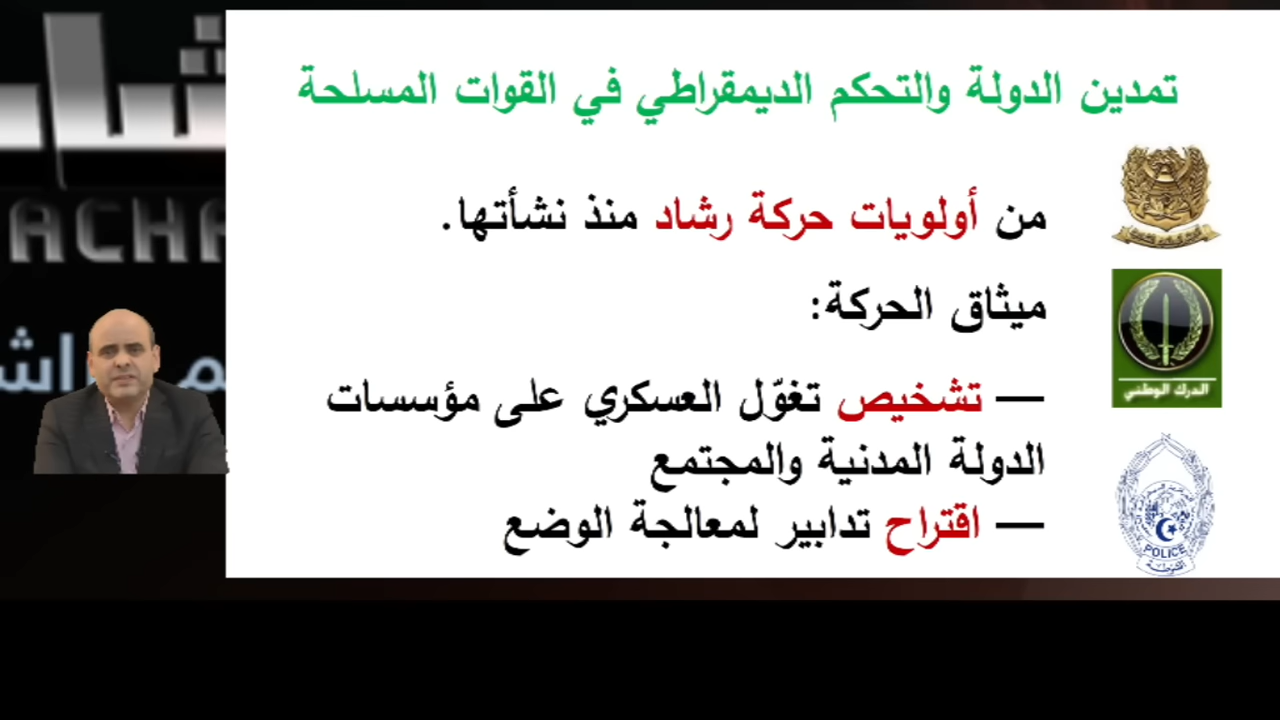 تمدين الدولة والتحكم الديمقراطي في القوات المسلحة
من أولويات حركة رشاد منذ نشأتها.
ميثاق الحركة:
— تشخيص تغوّل العسكري على مؤسسات
الدولة المدنية والمجتمع
— اقتراح تدابير لمعالجة الوضع
الدرك الوطني
POLICE
الشرطة